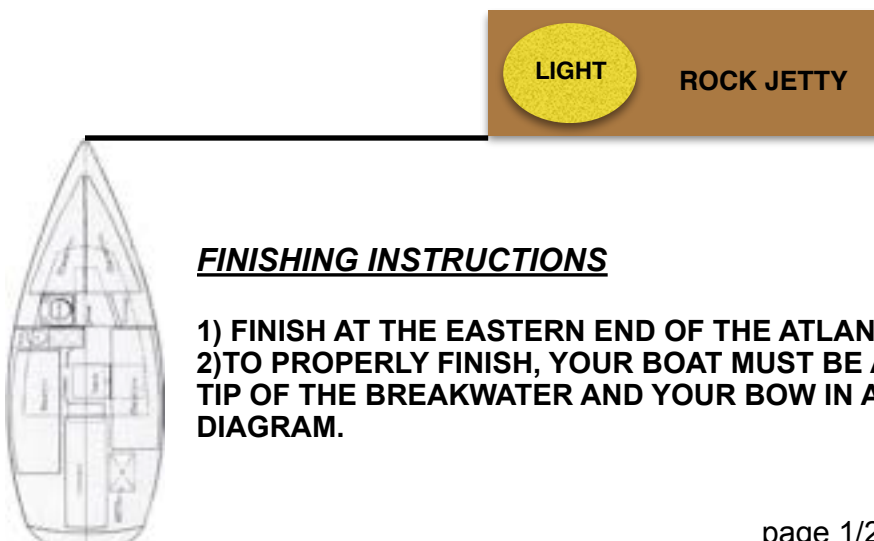 LIGHT
ROCK JETTY
FINISHING INSTRUCTIONS
1) FINISH AT THE EASTERN END OF THE ATLAN
2)TO PROPERLY FINISH, YOUR BOAT MUST BE
TIP OF THE BREAKWATER AND YOUR BOW IN
DIAGRAM.
page 1/2